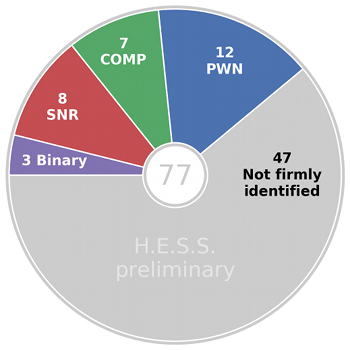 7
COMP
12
PWN
8
SNR
3 Binary
77
47
Not firmly
identified
H.E.S.S.
preliminary